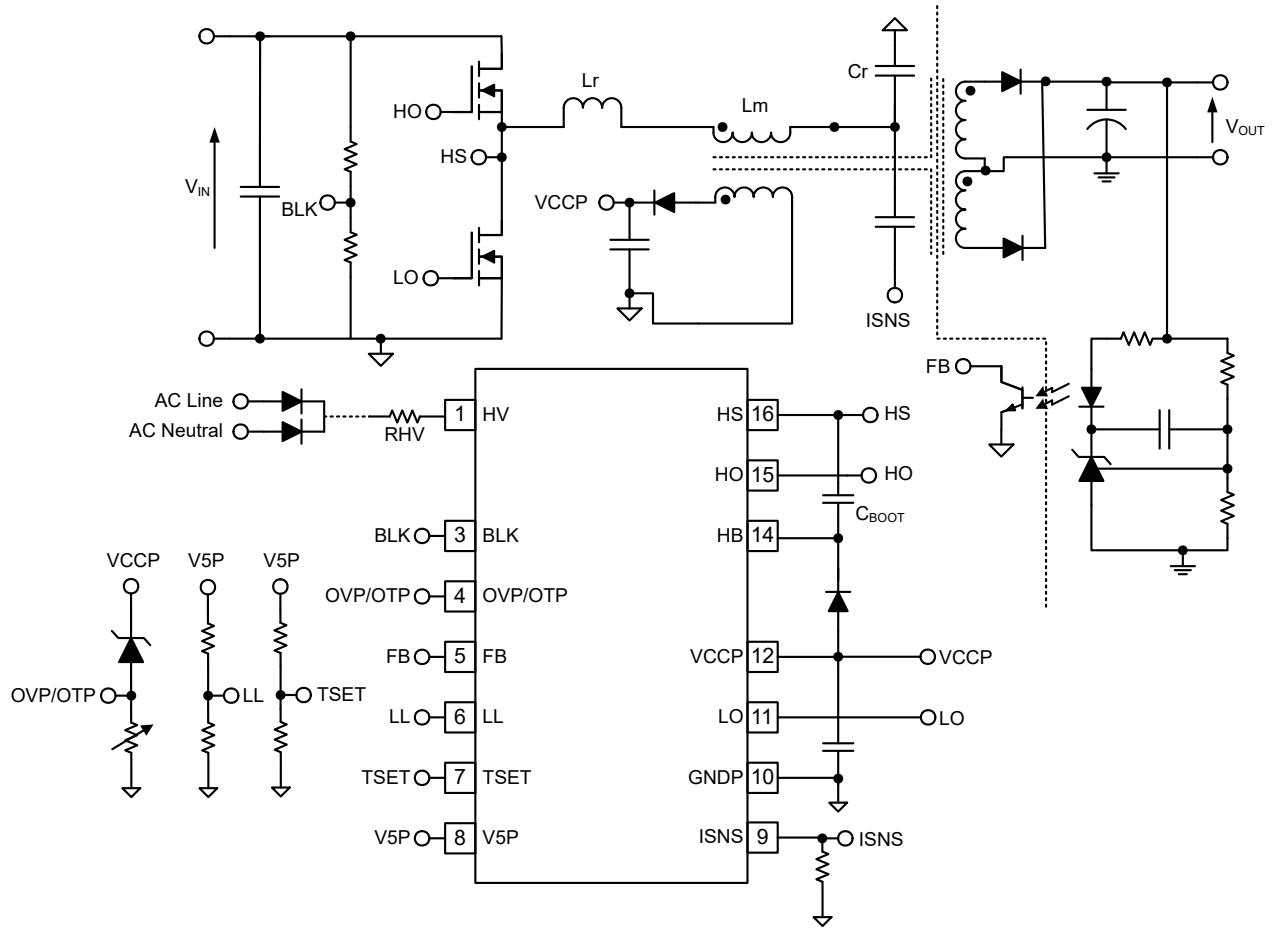 Cr
Lr
Lm
HO
HS
VIN
BLK
LO
VCCP
ISNS
VOUT
FB
AC Line
AC Neutral
RHV
1 HV
HS 16 HS
HO 15 HO
CBOOT
BLK 3 BLK
HB 14
OVP/OTP 4 OVP/OTP
VCCP V5P V5P
FB 5 FB
VCCP 12 VCCP
OVP/OTP LL TSET
LL 6 LL
LO 11 LO
TSET 7 TSET
GNDP 10
V5P 8 V5P
ISNS 9 ISNS